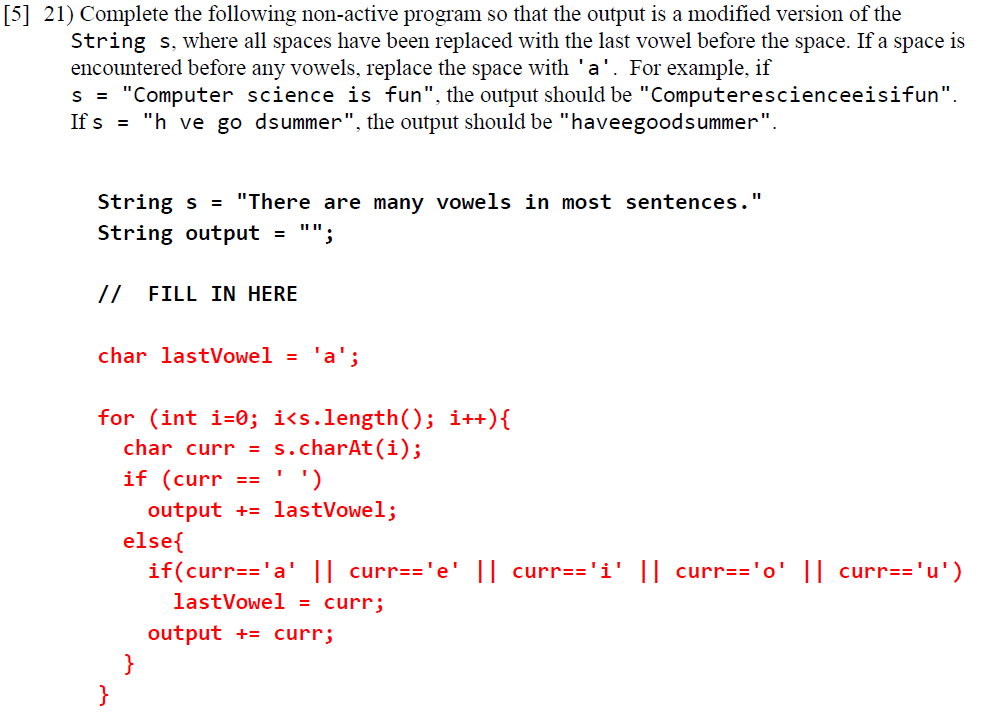 [5] 21) Complete the following non-active program so that the output is a modified version of the
String s, where all spaces have been replaced with the last vowel before the space. If a space is
encountered before any vowels, replace the space with 'a'. For example, if
s = "Computer science is fun", the output should be "Computerescienceeisifun".
If s = "h ve go dsummer", the output should be "haveegoodsummer".
String s = "There are many vowels in most sentences."
String output = "";
// FILL IN HERE
char lastVowel = 'a';
for (int i=0; i<s.length(); i++){
char curr = s.charAt(i);
if (curr == ' ')
output += lastVowel;
else{
if(curr=='a' || curr=='e' || curr=='i' || curr=='o' || curr=='u')
lastVowel = curr;
output += curr;
}
}